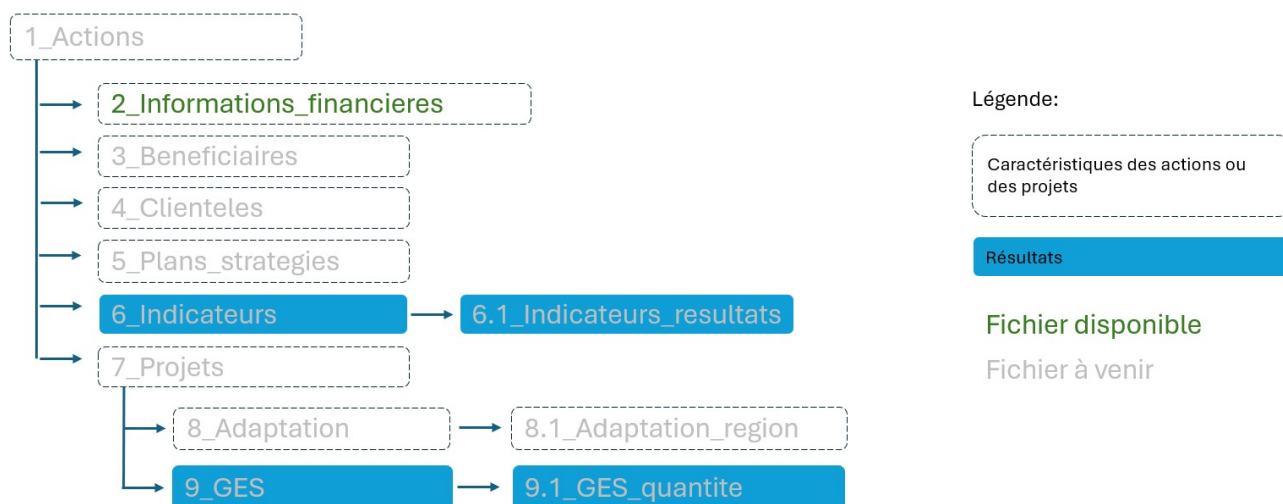 1_Actions
2_Informations_financieres
3_Beneficiaires
4_Clienteles
5_Plans_strategies
6_Indicateurs
6.1_Indicateurs_resultats
7_Projets
8_Adaptation
8.1_Adaptation_region
9_GES
9.1_GES_quantite
Légende:
Caractéristiques des actions ou
des projets
Résultats
Fichier disponible
Fichier à venir